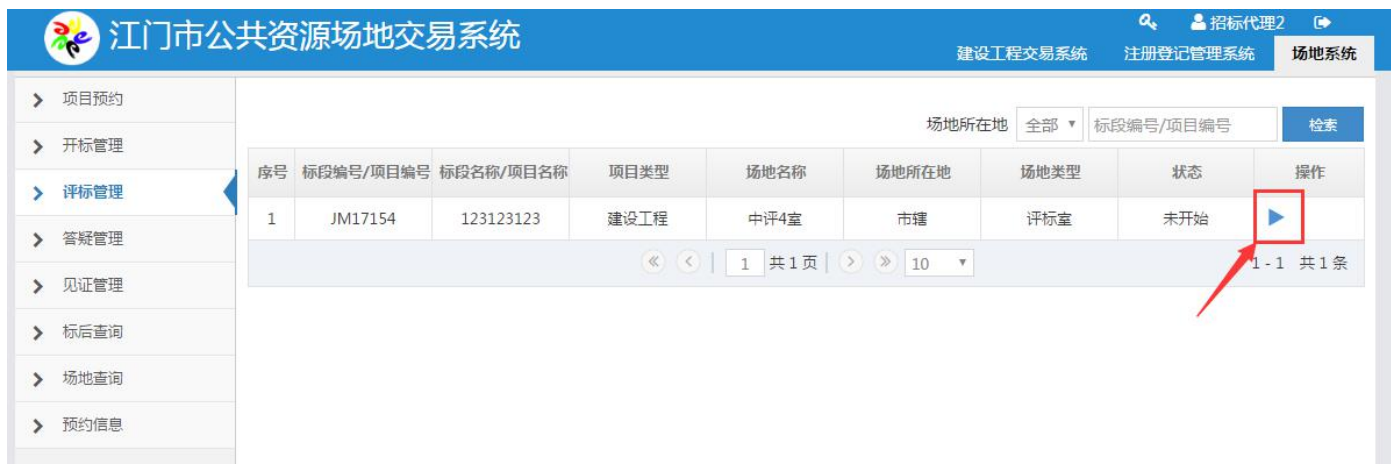 江门市公共资源场地交易系统
招标代理2
建设工程交易系统 注册登记管理系统 场地系统
项目预约
开标管理
评标管理
答疑管理
见证管理
标后查询
场地查询
预约信息
场地所在地 全部 标段编号/项目编号 检索
序号 标段编号/项目编号 标段名称/项目名称 项目类型 场地名称 场地所在地 场地类型 状态 操作
1 JM17154 123123123 建设工程 中评4室 市辖 评标室 未开始
1 共1页 10 1 - 1 共1条